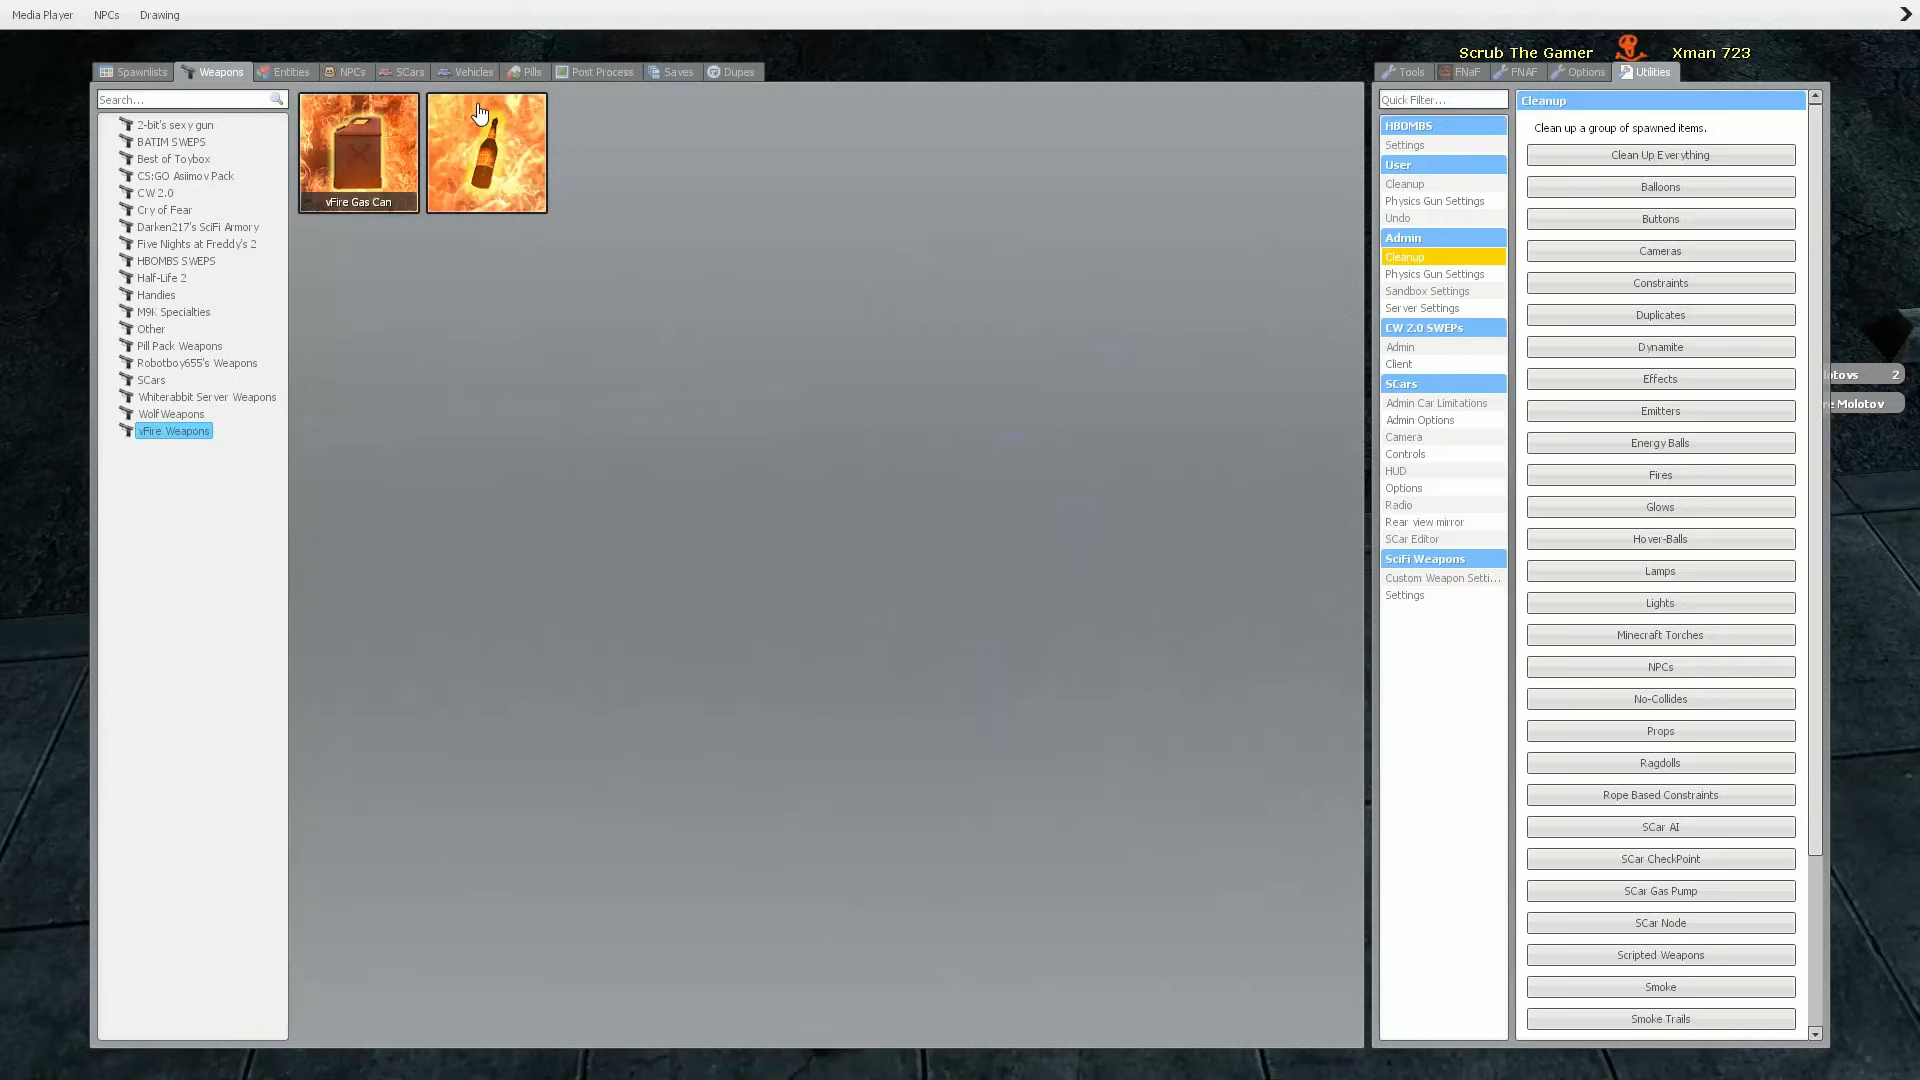 Media Player NPCs Drawing
Scrub The Gamer Xman 723
Spawnlists Weapons Entities NPCs SCars Vehicles Pills Post Process Saves Dupes
Tools FNaF FNAF Options Utilities
Search...
2-bit's sexy gun
BATIM SWEPS
Best of Toybox
CS:GO Asiimov Pack
CW 2.0
Cry of Fear
Darken217's SciFi Armory
Five Nights at Freddy's 2
HBOMBS SWEPS
Half-Life 2
Handies
M9K Specialties
Other
Pill Pack Weapons
Robotboy655's Weapons
SCars
Whiterabbit Server Weapons
Wolf Weapons
vFire Weapons
vFire Gas Can
Quick Filter...
HBOMBS
Settings
User
Cleanup
Physics Gun Settings
Undo
Admin
Cleanup
Physics Gun Settings
Sandbox Settings
Server Settings
CW 2.0 SWEPs
Admin
Client
SCars
Admin Car Limitations
Admin Options
Camera
Controls
HUD
Options
Radio
Rear view mirror
SCar Editor
SciFi Weapons
Custom Weapon Setti...
Settings
Cleanup
Clean up a group of spawned items.
Clean Up Everything
Balloons
Buttons
Cameras
Constraints
Duplicates
Dynamite
Effects
Emitters
Energy Balls
Fires
Glows
Hover-Balls
Lamps
Lights
Minecraft Torches
NPCs
No-Collides
Props
Ragdolls
Rope Based Constraints
SCar AI
SCar CheckPoint
SCar Gas Pump
SCar Node
Scripted Weapons
Smoke
Smoke Trails
2
Molotov